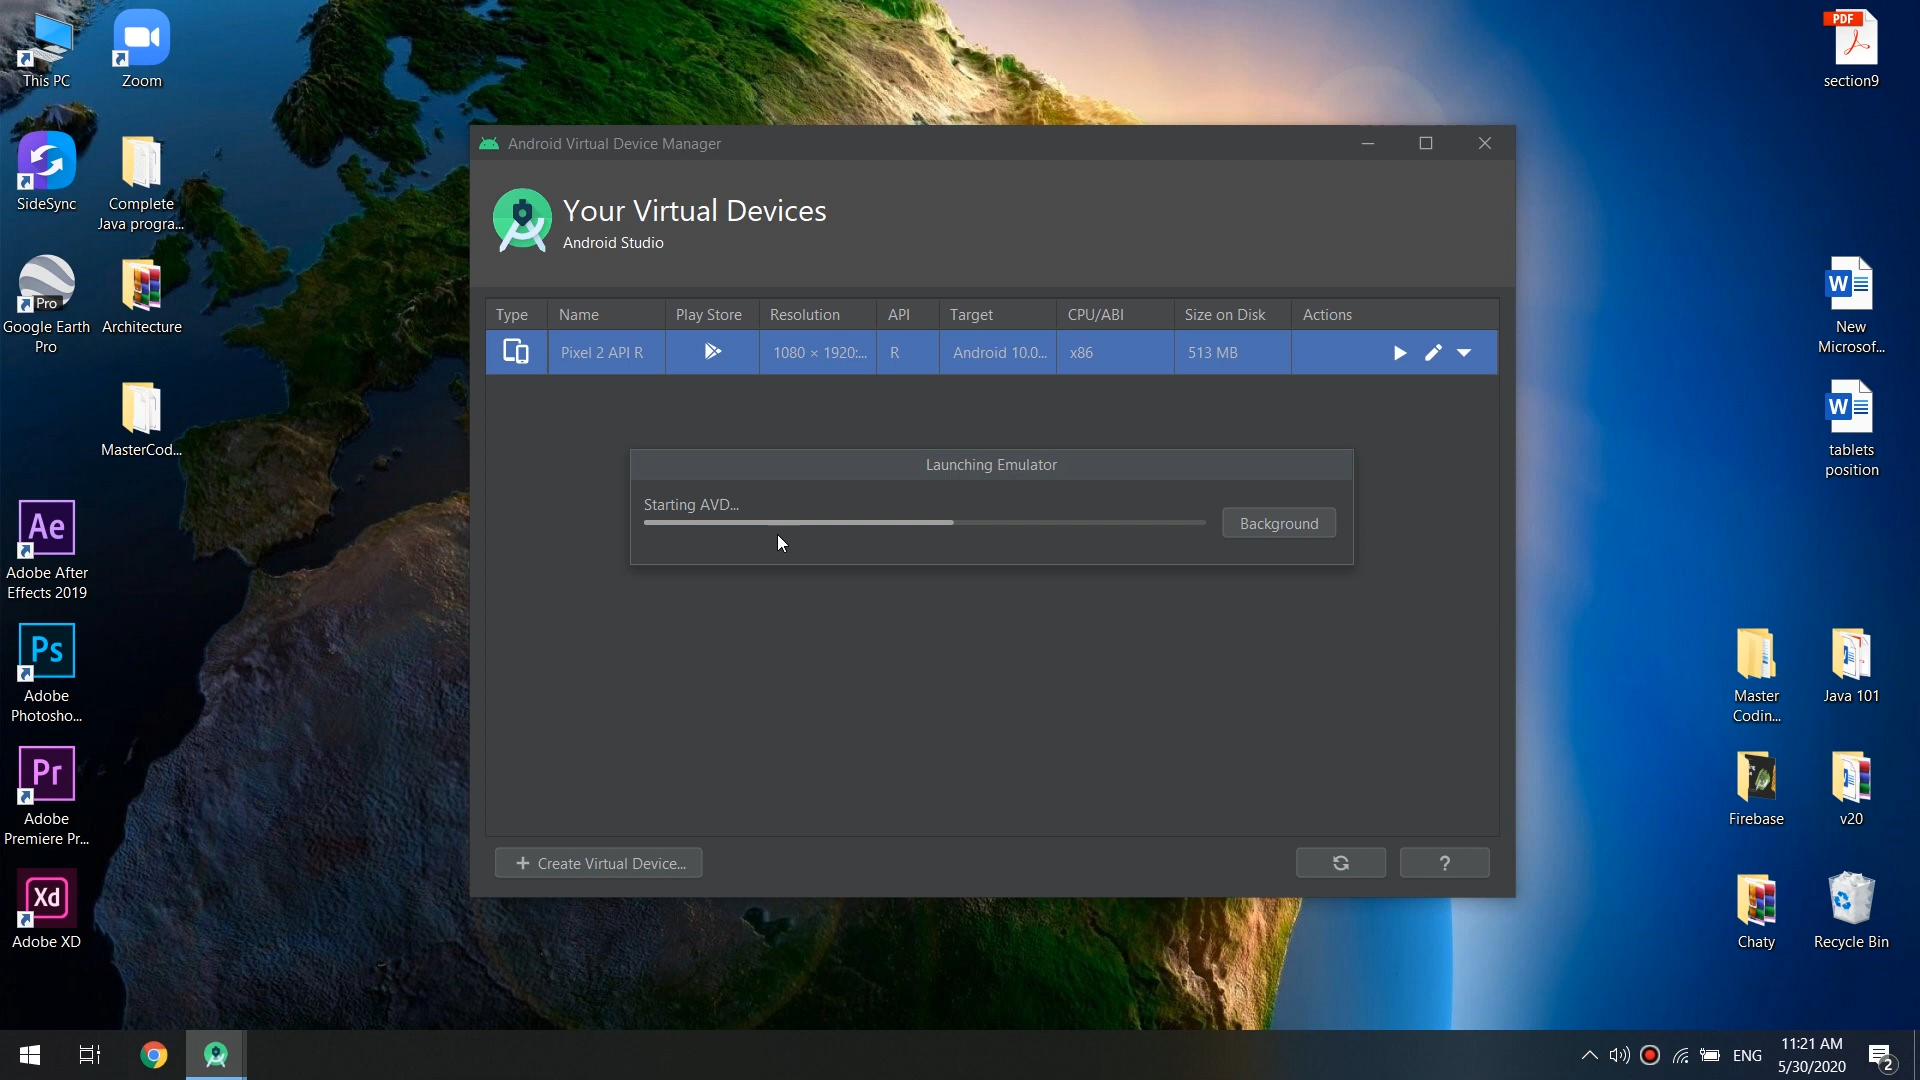 This PC
Zoom
SideSync
Complete
Java progra...
Pro
Google Earth
Pro
Architecture
MasterCod...
Ae
Adobe After
Effects 2019
Ps
Adobe
Photosho...
Pr
Adobe
Premiere Pr...
Xd
Adobe XD
Android Virtual Device Manager
Your Virtual Devices
Android Studio
Type Name Play Store Resolution API Target CPU/ABI Size on Disk Actions
Pixel 2 API R 1080 × 1920:... R Android 10.0... x86 513 MB
Launching Emulator
Starting AVD...
Background
+ Create Virtual Device...
?
PDF
section9
W
New
Microsof...
W
tablets
position
Master
Codin...
Java 101
Firebase
v20
Chaty
Recycle Bin
ENG
11:21 AM
5/30/2020
2